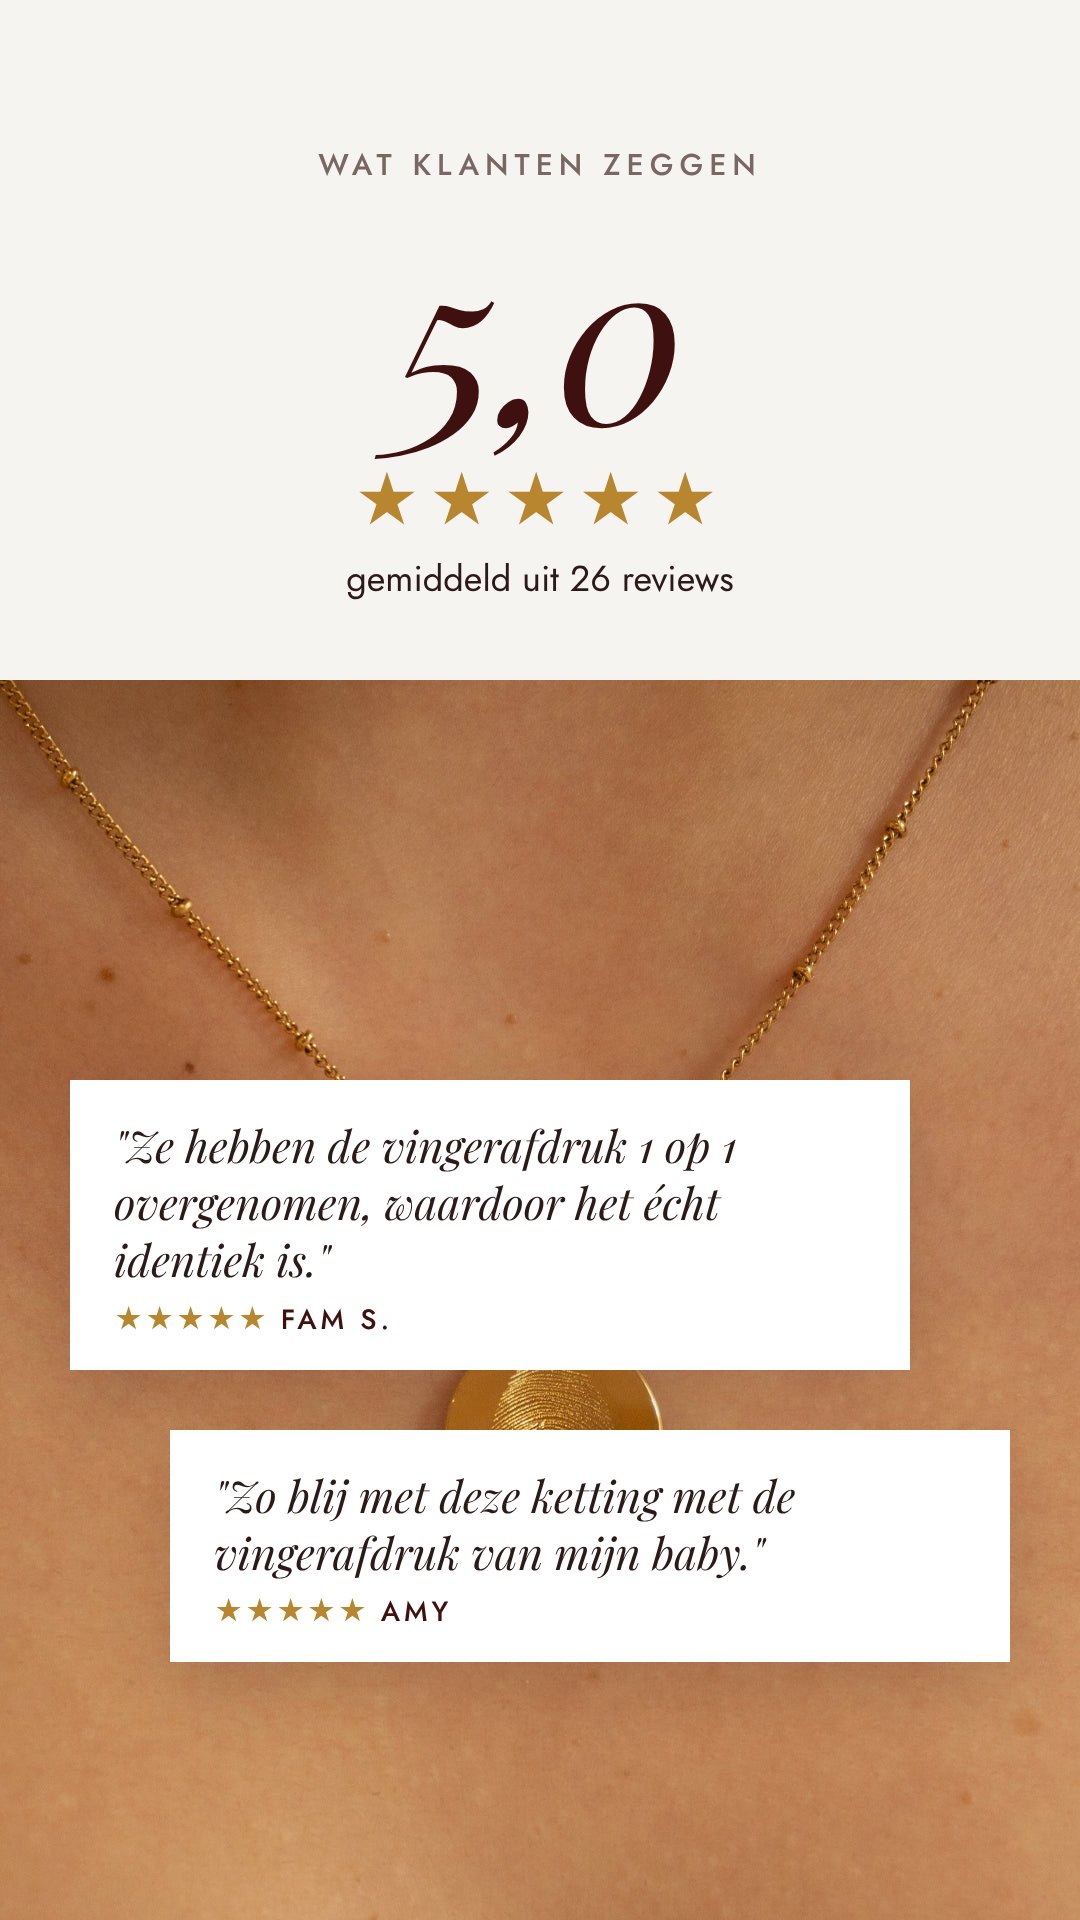 WAT KLANTEN ZEGGEN
5,0
★★★★★
gemiddeld uit 26 reviews
"Ze hebben de vingerafdruk 1 op 1
overgenomen, waardoor het écht
identiek is."
★★★★★ FAM S.
"Zo blij met deze ketting met de
vingerafdruk van mijn baby."
★★★★★ AMY